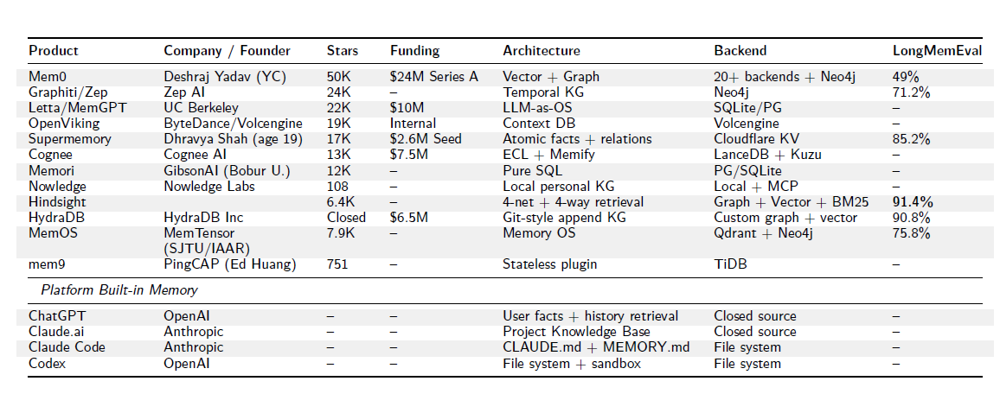 Product Company / Founder Stars Funding Architecture Backend LongMemEval
Mem0 Deshraj Yadav (YC) 50K $24M Series A Vector + Graph 20+ backends + Neo4j 49%
Graphiti/Zep Zep AI 24K – Temporal KG Neo4j 71.2%
Letta/MemGPT UC Berkeley 22K $10M LLM-as-OS SQLite/PG –
OpenViking ByteDance/Volcengine 19K Internal Context DB Volcengine –
Supermemory Dhravya Shah (age 19) 17K $2.6M Seed Atomic facts + relations Cloudflare KV 85.2%
Cognee Cognee AI 13K $7.5M ECL + Memify LanceDB + Kuzu –
Memori GibsonAI (Bobur U.) 12K – Pure SQL PG/SQLite –
Nowledge Nowledge Labs 108 – Local personal KG Local + MCP –
Hindsight 6.4K – 4-net + 4-way retrieval Graph + Vector + BM25 91.4%
HydraDB HydraDB Inc Closed $6.5M Git-style append KG Custom graph + vector 90.8%
MemOS MemTensor 7.9K – Memory OS Qdrant + Neo4j 75.8%
(SJTU/IAAR)
mem9 PingCAP (Ed Huang) 751 – Stateless plugin TiDB –
Platform Built-in Memory
ChatGPT OpenAI – – User facts + history retrieval Closed source –
Claude.ai Anthropic – – Project Knowledge Base Closed source –
Claude Code Anthropic – – CLAUDE.md + MEMORY.md File system –
Codex OpenAI – – File system + sandbox File system –